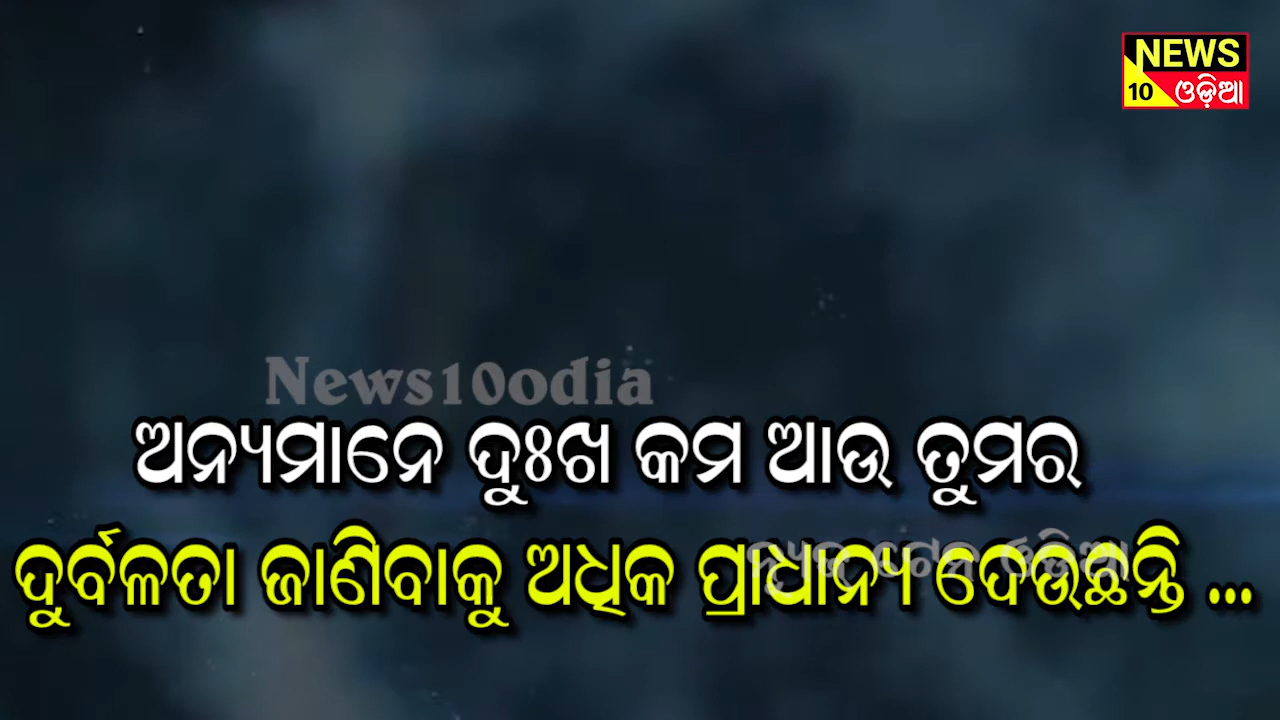 NEWS
10 ଓଡ଼ିଆ
News10odia
ଅନ୍ୟମାନେ ଦୁଃଖ କମ ଆଉ ତୁମର
ଦୁର୍ବଳତା ଜାଣିବାକୁ ଅଧିକ ପ୍ରାଧାନ୍ୟ ଦେଉଛନ୍ତି ...